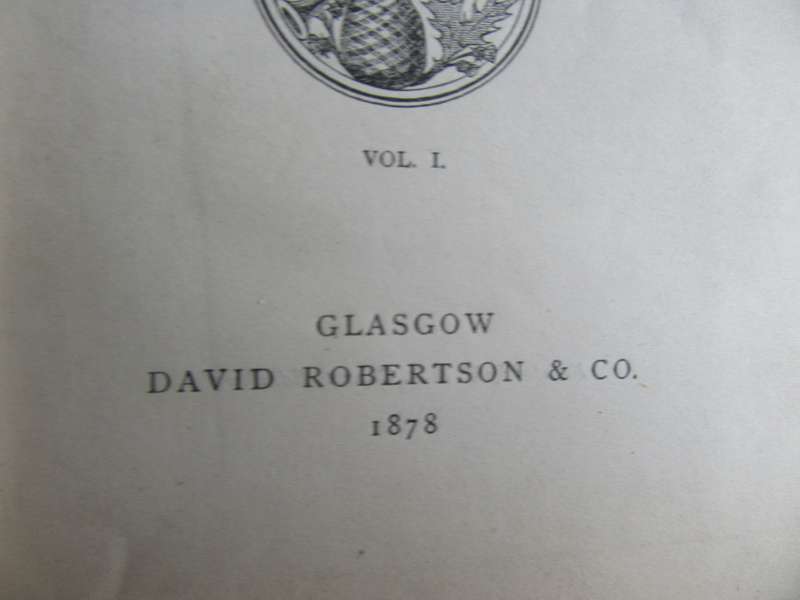 VOL. I.
GLASGOW
DAVID ROBERTSON & CO.
1878